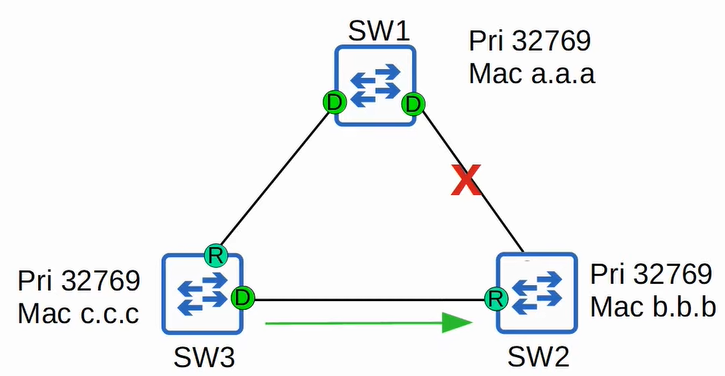 SW1
Pri 32769
Mac a.a.a
D
D
X
R
Pri 32769
Mac c.c.c
D
R
Pri 32769
Mac b.b.b
SW3
SW2